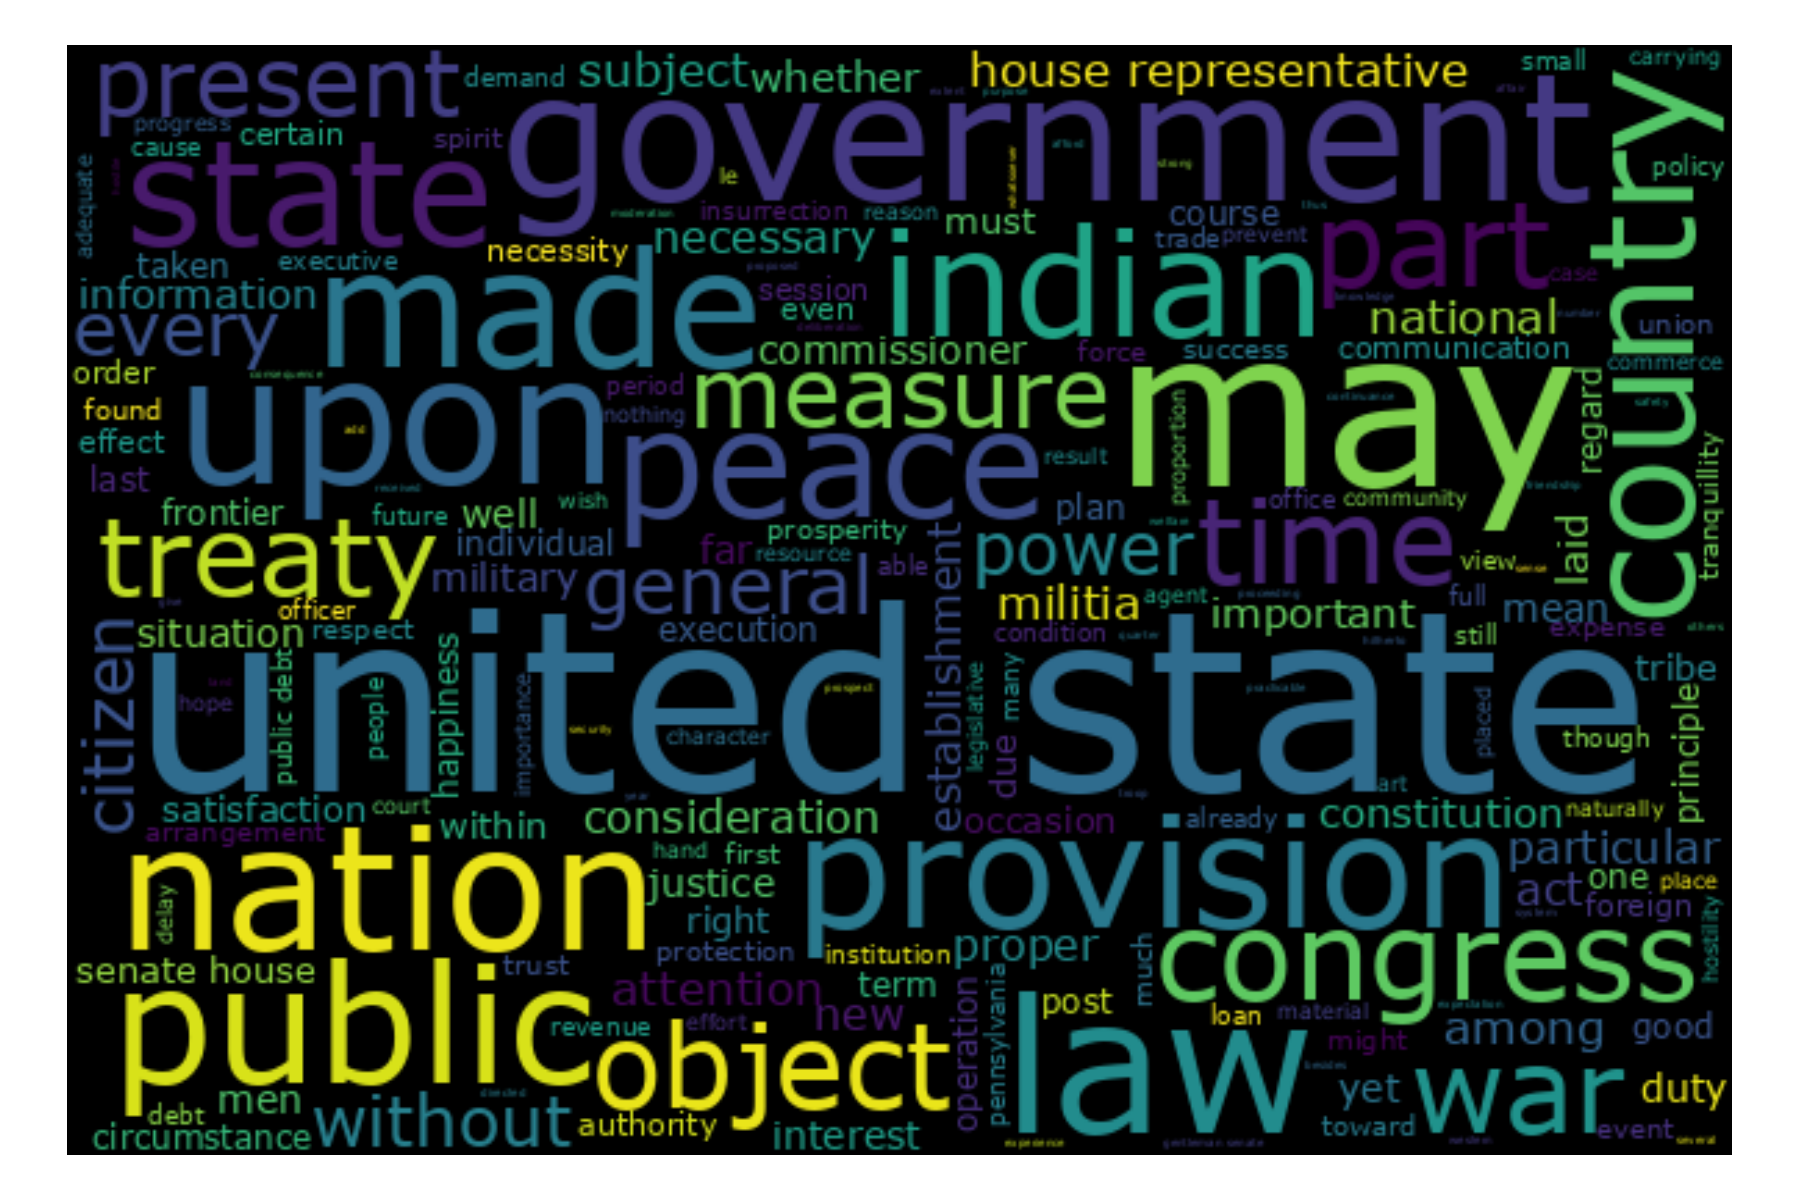 present demand subject whether house representative small carrying
government
progress certain spirit
cause
state
adequate
le
country
policy
insurrection reason must course
necessary trade prevent
part
indian
necessity
taken executive
information
made
session
even
case
every
national union
commissioner force success communication commerce
order
upon
period
nothing
measure
may
found
effect
last
peace
result
proportion
regard
tranquillity
frontier future well wish
plan
office community
time
treaty
individual
military
far
prosperity
resource
able
general
establishment
power
view
laid
officer
militia agent important full mean
situation respect
execution
condition
still
expense
citizen
united state
tribe
hope
public debt
people
happiness
importance
character
legislative
many
due
placed
though
principle
art
satisfaction court within consideration
arrangement
occasion already constitution naturally
nation
hand first
justice
provision
particular
delay
right
act one place
foreign
protection institution proper
hostility
senate house trust
attention term
much
congress
public
revenue effort new
operation
pennsylvania
post
loan material
among good
object
law
might
war
yet
duty
debt men
circumstance without authority interest
toward event